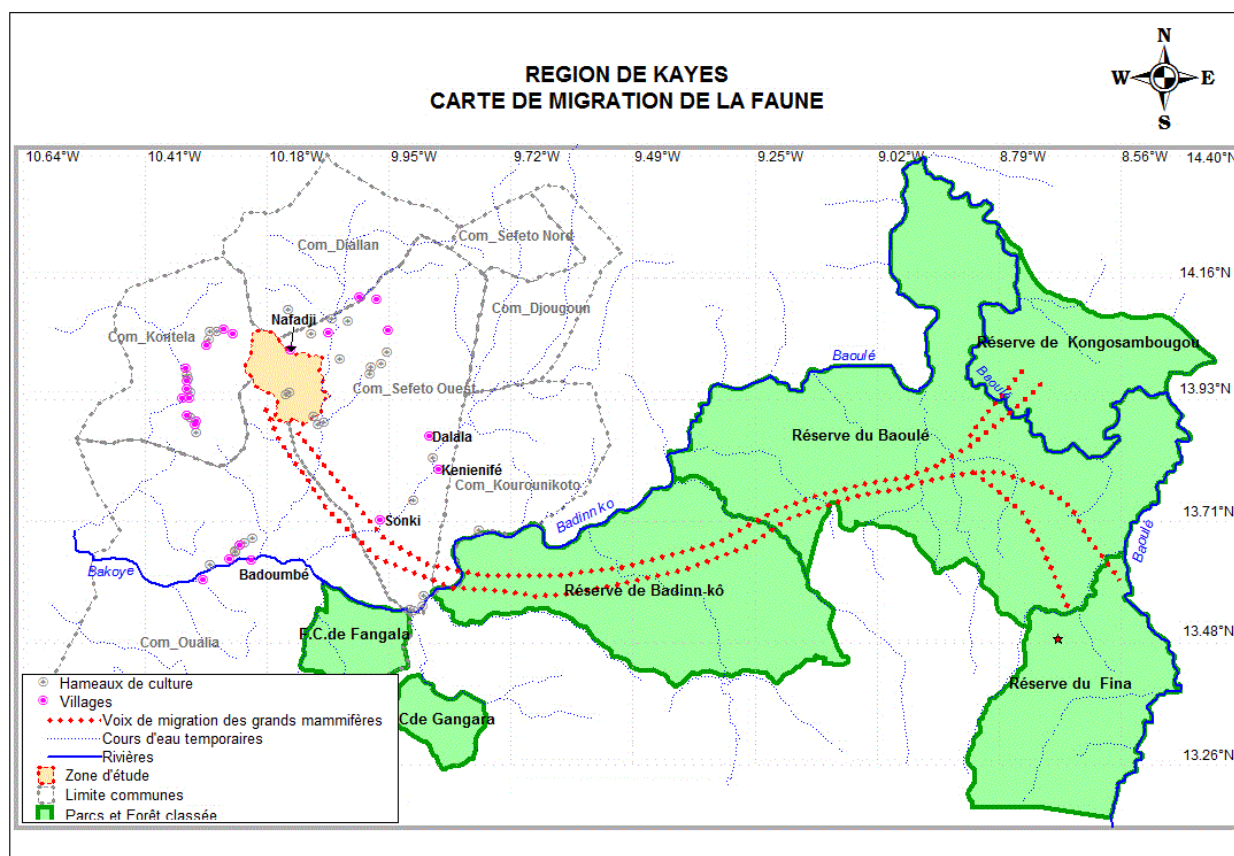 REGION DE KAYES
CARTE DE MIGRATION DE LA FAUNE
N
W E
S
10.64°W 10.41°W 10.18°W 9.95°W 9.72°W 9.49°W 9.25°W 9.02°W 8.79°W 8.56°W 14.40°N
Com_Diallan
Com_Sefeto Nord
14.16°N
Com_Djougoun
Nafadji
Com_Kontela
Réserve de Kongosambougou
Baoulé
Baoulé
Com_Sefeto Ouest
13.93°N
Dalala
Réserve du Baoulé
Kenienifé
Com_Kourounikoto
Sonki
Badinn ko
13.71°N
Baoulé
Bakoye
Badoumbé
Réserve de Badinn-kô
F.C.de Fangala
Com_Oualia
13.48°N
Réserve du Fina
Cde Gangara
13.26°N
Hameaux de culture
Villages
Voix de migration des grands mammifères
Cours d'eau temporaires
Rivières
Zone d'étude
Limite communes
Parcs et Forêt classée